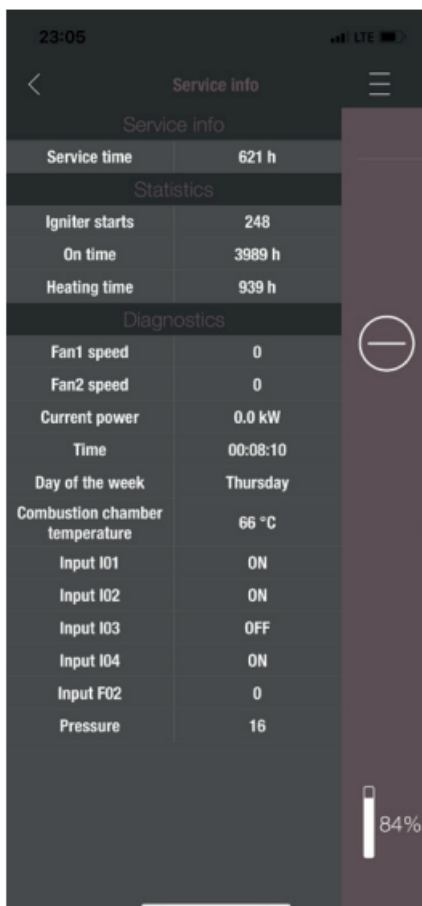 23:05 LTE
Service info
Service info
Service time 621 h
Statistics
Igniter starts 248
On time 3989 h
Heating time 939 h
Diagnostics
Fan1 speed 0
Fan2 speed 0
Current power 0.0 kW
Time 00:08:10
Day of the week Thursday
Combustion chamber
temperature 66 °C
Input I01 ON
Input I02 ON
Input I03 OFF
Input I04 ON
Input F02 0
Pressure 16
84%